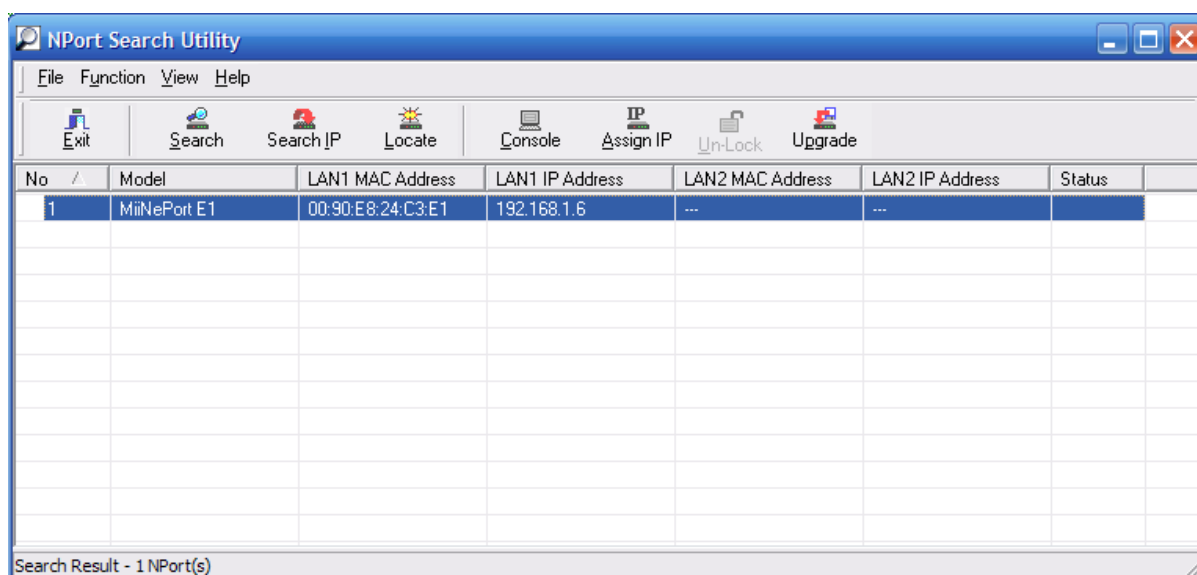 NPort Search Utility
File Function View Help
Exit Search Search IP Locate Console Assign IP Un-Lock Upgrade
No Model LAN1 MAC Address LAN1 IP Address LAN2 MAC Address LAN2 IP Address Status
1 MiiNePort E1 00:90:E8:24:C3:E1 192.168.1.6 --- ---
Search Result - 1 NPort(s)